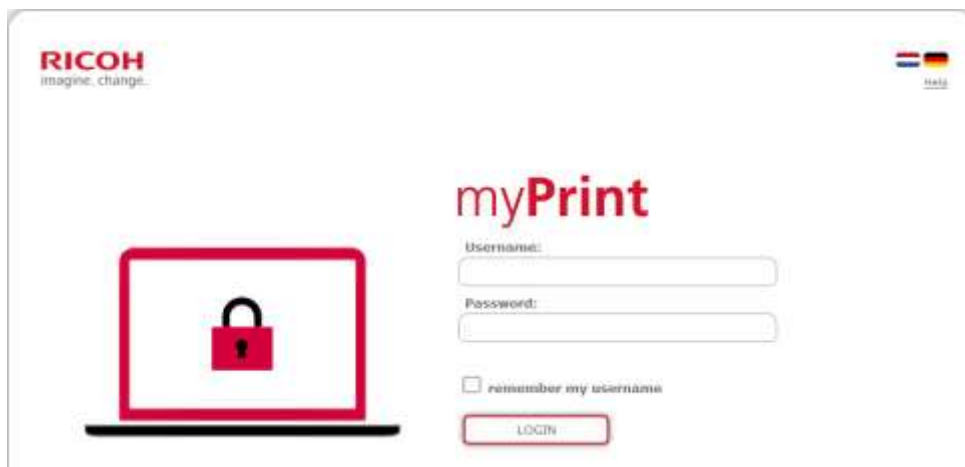 RICOH
imagine. change.
Help
myPrint
Username:
Password:
remember my username
LOGIN